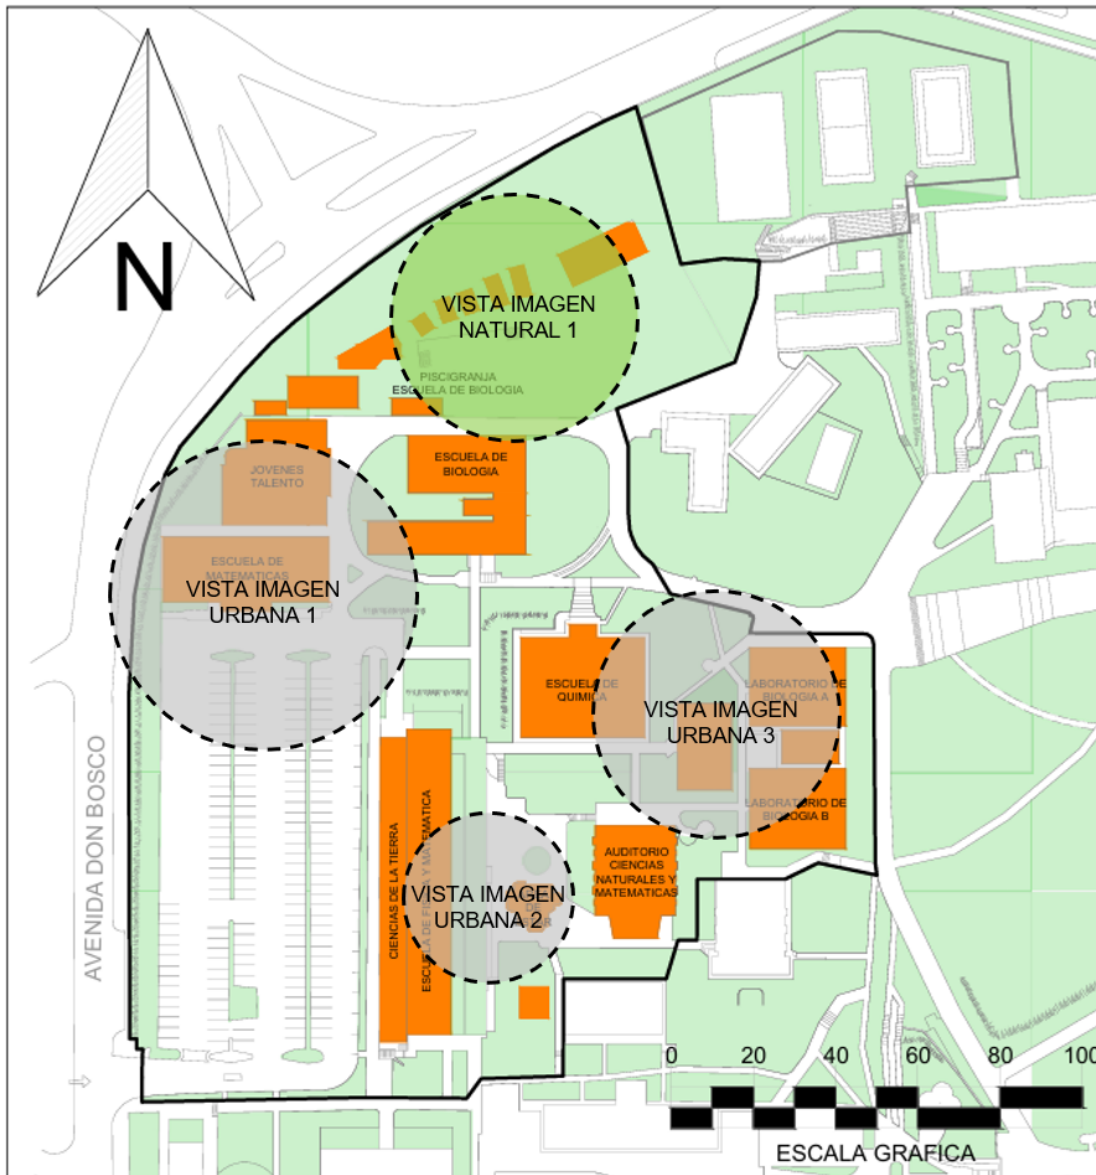 N
VISTA IMAGEN
NATURAL 1
PISCIGRANJA
ESCUELA DE BIOLOGIA
JOVENES
TALENTO
ESCUELA DE
BIOLOGIA
ESCUELA DE
MATEMATICAS
VISTA IMAGEN
URBANA 1
ESCUELA DE
QUIMICA
LABORATORIO DE
BIOLOGIA A
VISTA IMAGEN
URBANA 3
LABORATORIO DE
BIOLOGIA B
AVENIDA DON BOSCO
CIENCIAS DE LA TIERRA
ESCUELA DE FISICA Y MATEMATICA
VISTA IMAGEN
URBANA 2
DE
AUDITORIO
CIENCIAS
NATURALES Y
MATEMATICAS
0 20 40 60 80 100
ESCALA GRAFICA